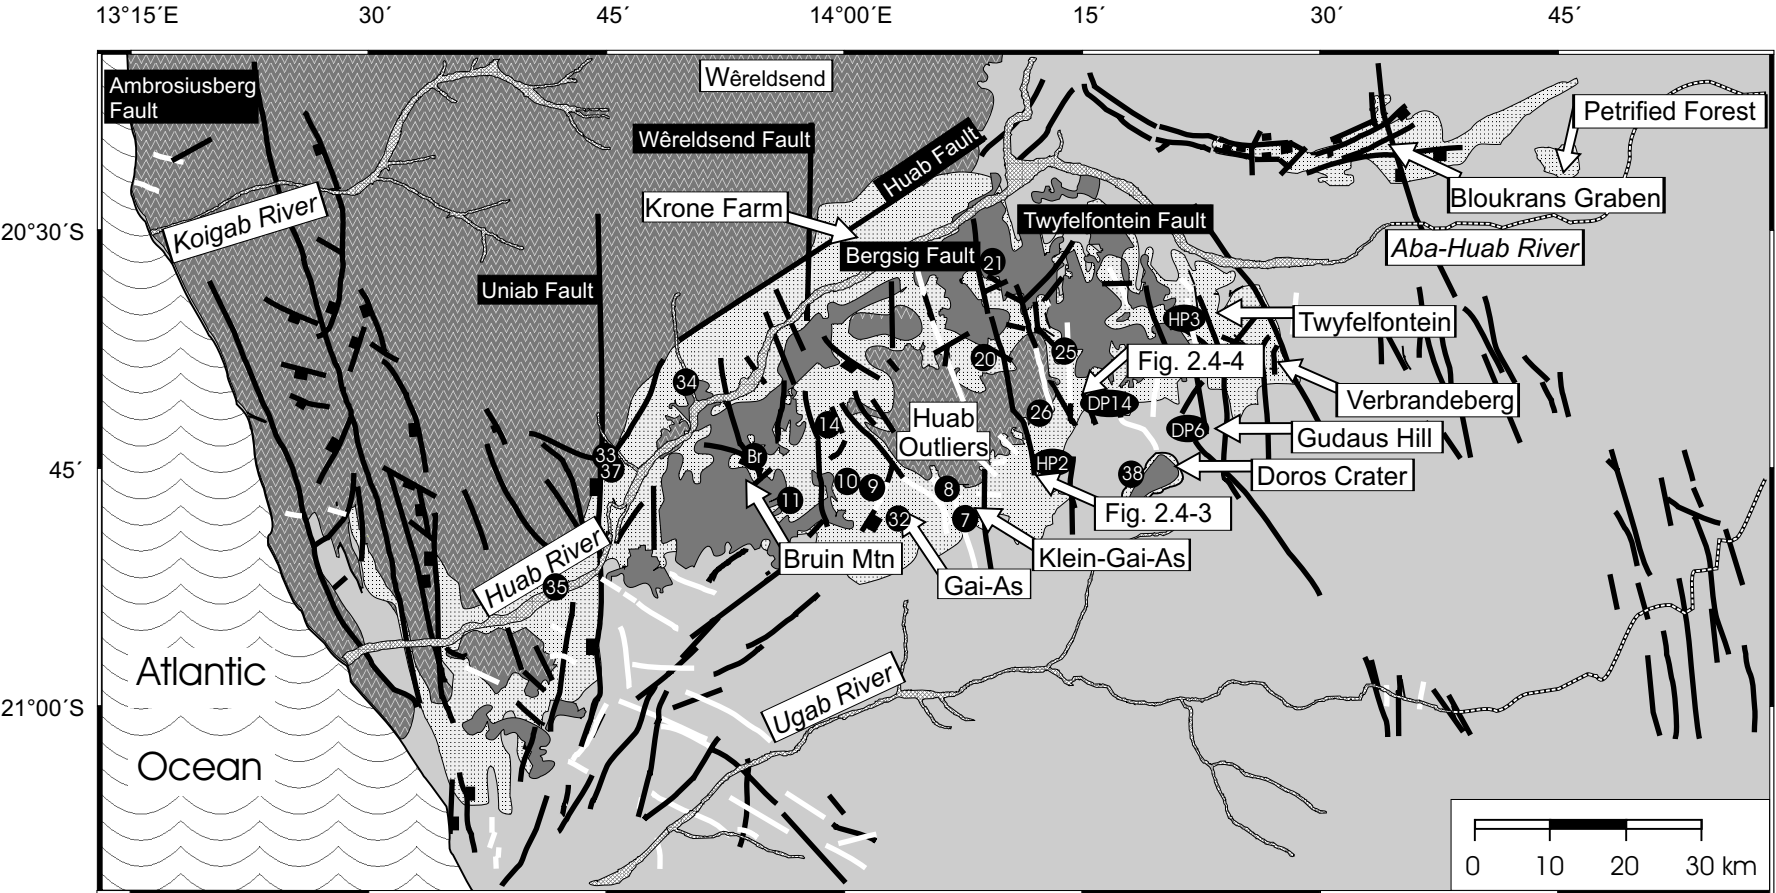 13°15´E 30´ 45´ 14°00´E 15´ 30´ 45´
Ambrosiusberg
Fault
Wêreldsend
Wêreldsend Fault
Huab Fault
Petrified Forest
Bloukrans Graben
Krone Farm
Koigab River
20°30´S
Twyfelfontein Fault
Aba-Huab River
Bergsig Fault
21
Uniab Fault
HP3
Twyfelfontein
25
20
Fig. 2.4-4
34
DP14
Verbrandeberg
26
14
Huab
Outliers
DP6
Gudaus Hill
33
37
Br
HP2
38
Doros Crater
45´
10
9
8
11
32
7
Fig. 2.4-3
Huab River
Bruin Mtn
Klein-Gai-As
Gai-As
35
Atlantic
Ocean
Ugab River
21°00´S
0 10 20 30 km